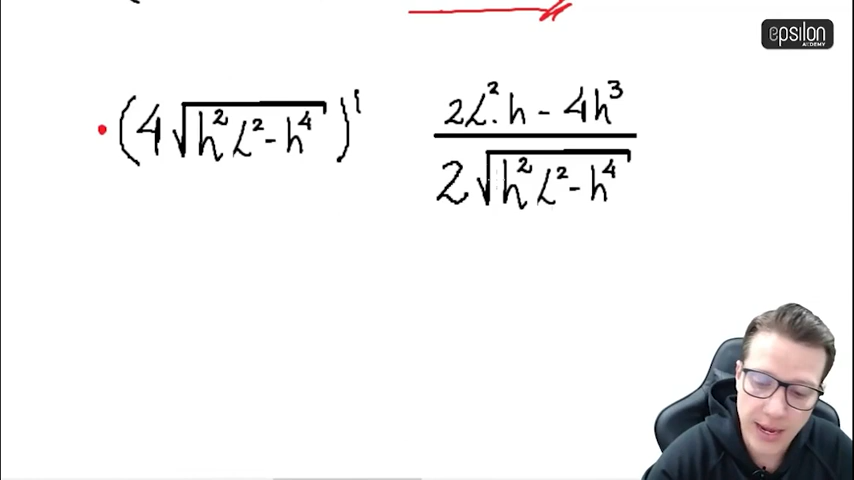 epsilon
ACADEMY
(4√(h²L²-h⁴))' 
2L².h - 4h³
2√(h²L²-h⁴)